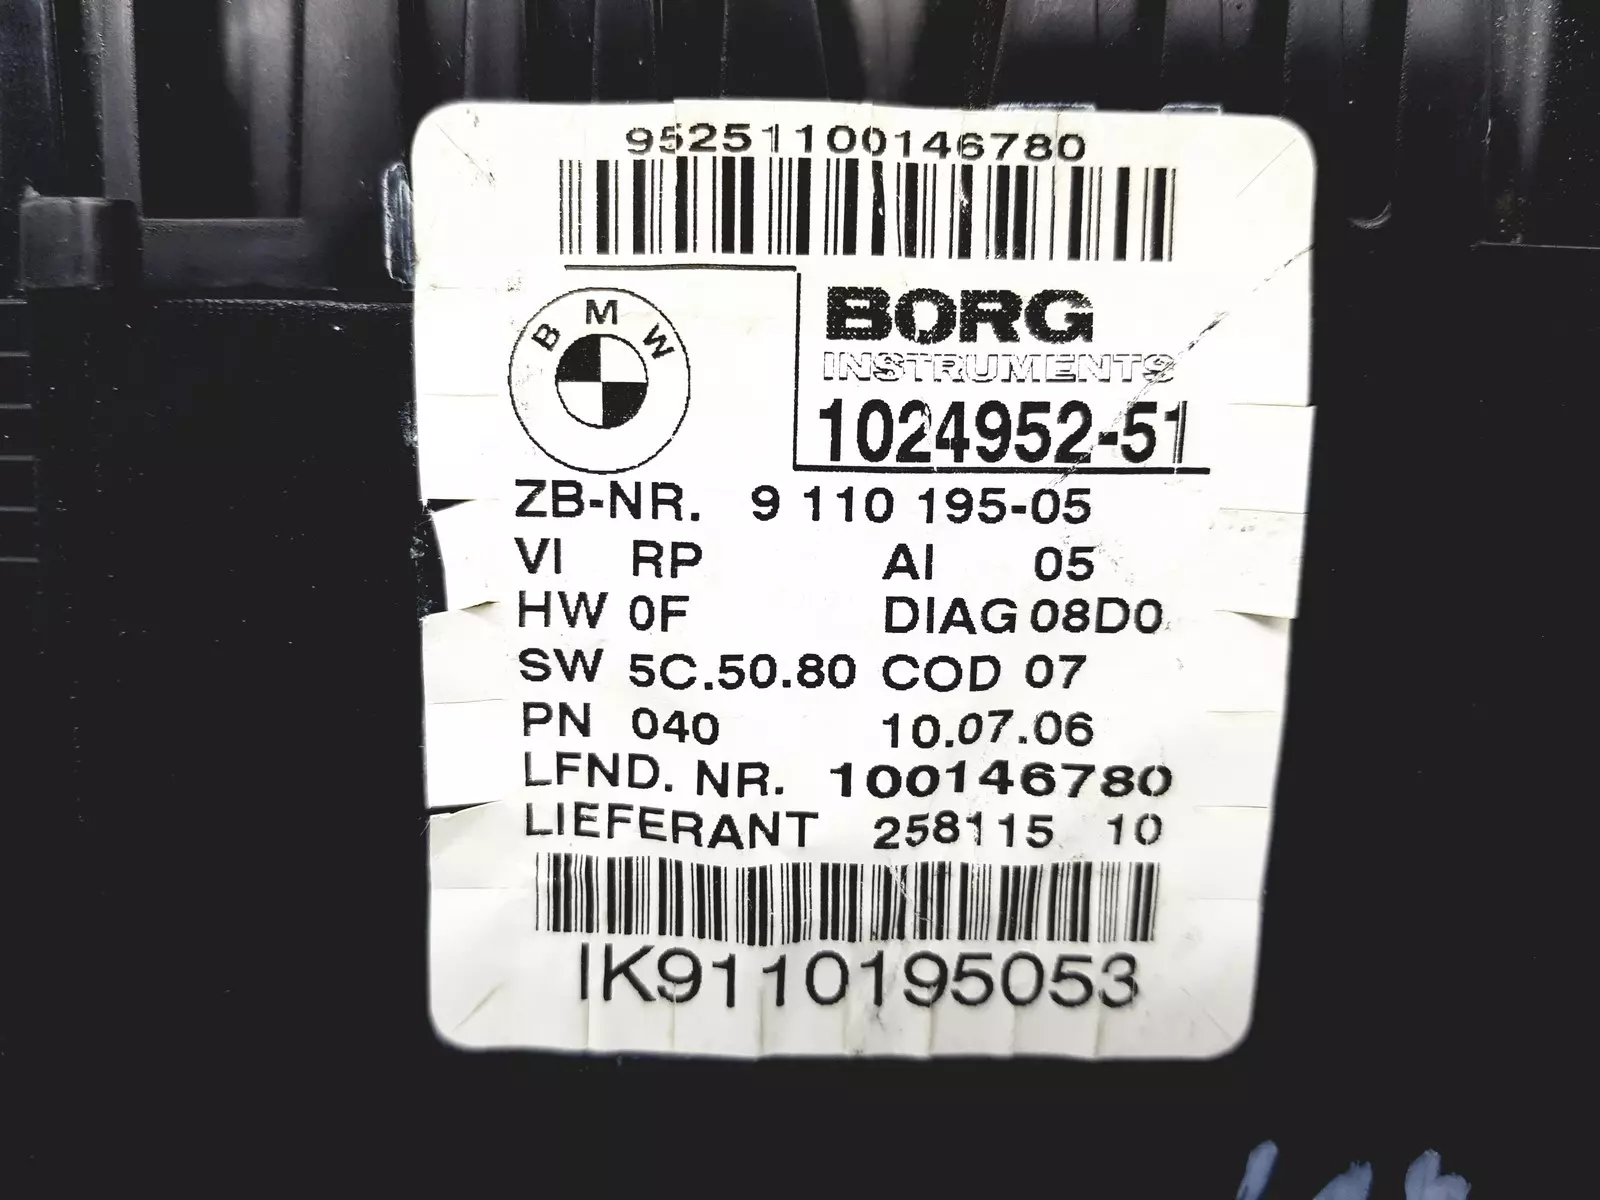 95251100146780
BMW
BORG
INSTRUMENTS
1024952-51
ZB-NR. 9 110 195-05
VI RP AI 05
HW 0F DIAG 08D0
SW 5C.50.80 COD 07
PN 040 10.07.06
LFND. NR. 100146780
LIEFERANT 258115 10
IK9110195053